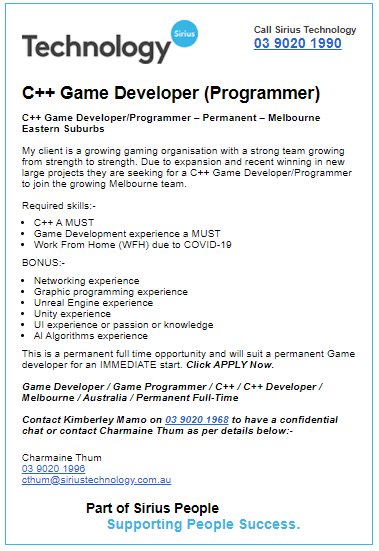 Technology Sirius
Call Sirius Technology
03 9020 1990
C++ Game Developer (Programmer)
C++ Game Developer/Programmer – Permanent – Melbourne
Eastern Suburbs
My client is a growing gaming organisation with a strong team growing
from strength to strength. Due to expansion and recent winning in new
large projects they are seeking for a C++ Game Developer/Programmer
to join the growing Melbourne team.
Required skills:-
• C++ A MUST
• Game Development experience a MUST
• Work From Home (WFH) due to COVID-19
BONUS:-
• Networking experience
• Graphic programming experience
• Unreal Engine experience
• Unity experience
• UI experience or passion or knowledge
• AI Algorithms experience
This is a permanent full time opportunity and will suit a permanent Game
developer for an IMMEDIATE start. Click APPLY Now.
Game Developer / Game Programmer / C++ / C++ Developer /
Melbourne / Australia / Permanent Full-Time
Contact Kimberley Mamo on 03 9020 1968 to have a confidential
chat or contact Charmaine Thum as per details below:-
Charmaine Thum
03 9020 1996
cthum@siriustechnology.com.au
Part of Sirius People
Supporting People Success.